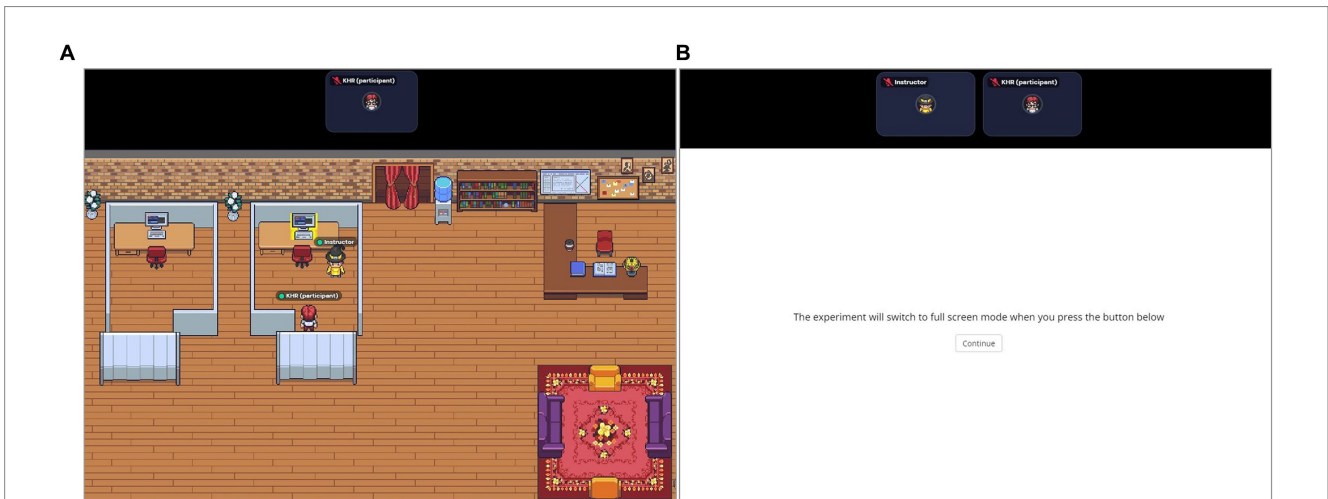 A
KHR (participant)
Instructor
KHR (participant)
B
Instructor
KHR (participant)
The experiment will switch to full screen mode when you press the button below
Continue